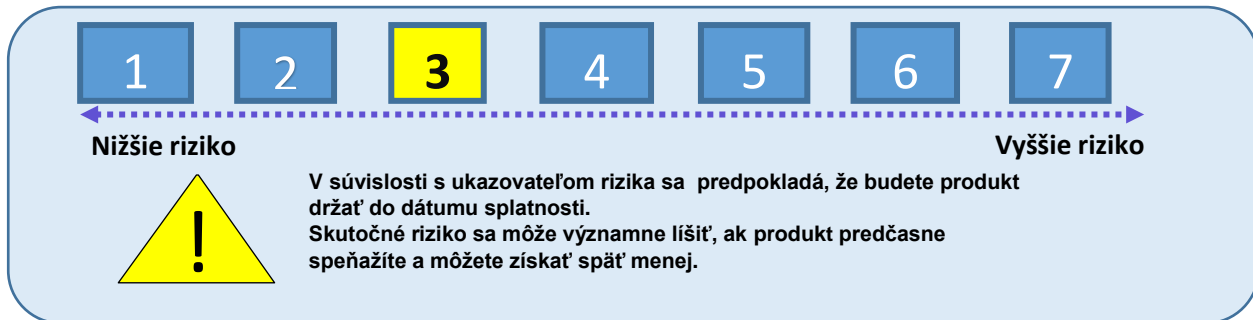 1 2 3 4 5 6 7
Nižšie riziko Vyššie riziko
!
V súvislosti s ukazovateľom rizika sa predpokladá, že budete produkt
držať do dátumu splatnosti.
Skutočné riziko sa môže významne líšiť, ak produkt predčasne
speňažíte a môžete získať späť menej.